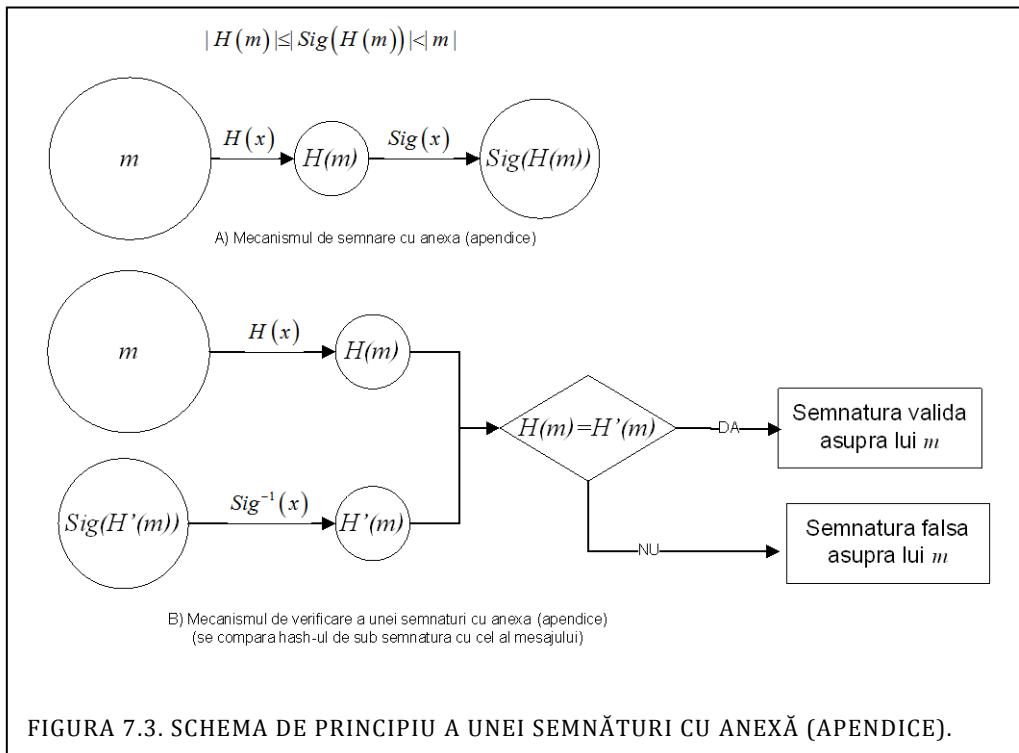 | H(m) |≤| Sig(H(m)) |<| m |
m
H(x)
H(m)
Sig(x)
Sig(H(m))
A) Mecanismul de semnare cu anexa (apendice)
m
H(x)
H(m)
Sig(H'(m))
Sig⁻¹(x)
H'(m)
H(m)=H'(m)
DA
Semnatura valida
asupra lui m
NU
Semnatura falsa
asupra lui m
B) Mecanismul de verificare a unei semnaturi cu anexa (apendice)
(se compara hash-ul de sub semnatura cu cel al mesajului)
FIGURA 7.3. SCHEMA DE PRINCIPIU A UNEI SEMNĂTURI CU ANEXĂ (APENDICE).